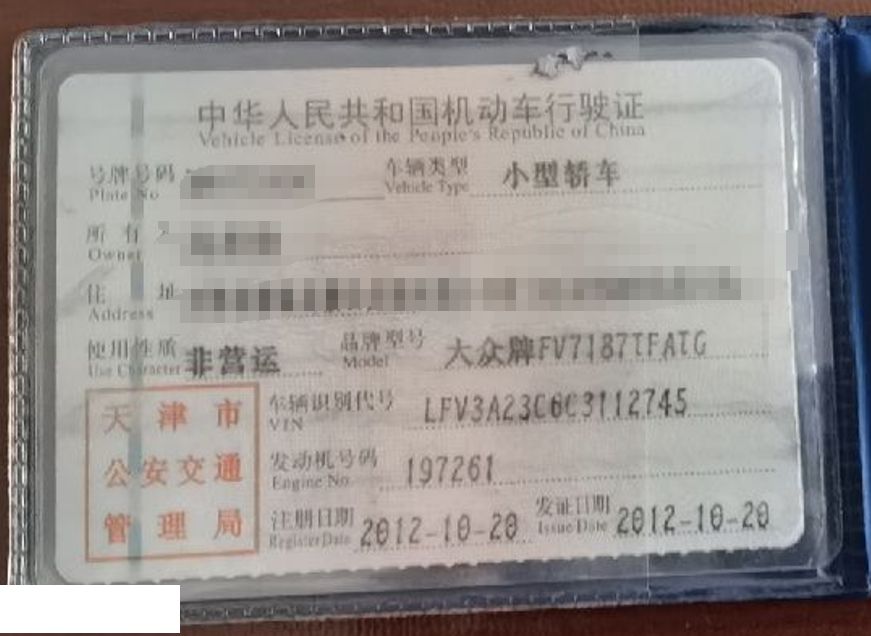 中华人民共和国机动车行驶证
Vehicle License of the People's Republic of China
号牌号码 车辆类型 小型轿车
Plate No Vehicle Type
所有人
Owner
住址
Address
使用性质 非营运 品牌型号 大众牌FV7187TFATG
Use Character Model
天津市 车辆识别代号 LFV3A23C6C3112745
VIN
公安交通 发动机号码 197261
Engine No.
管理局 注册日期 2012-10-20 发证日期 2012-10-20
Register Date Issue Date